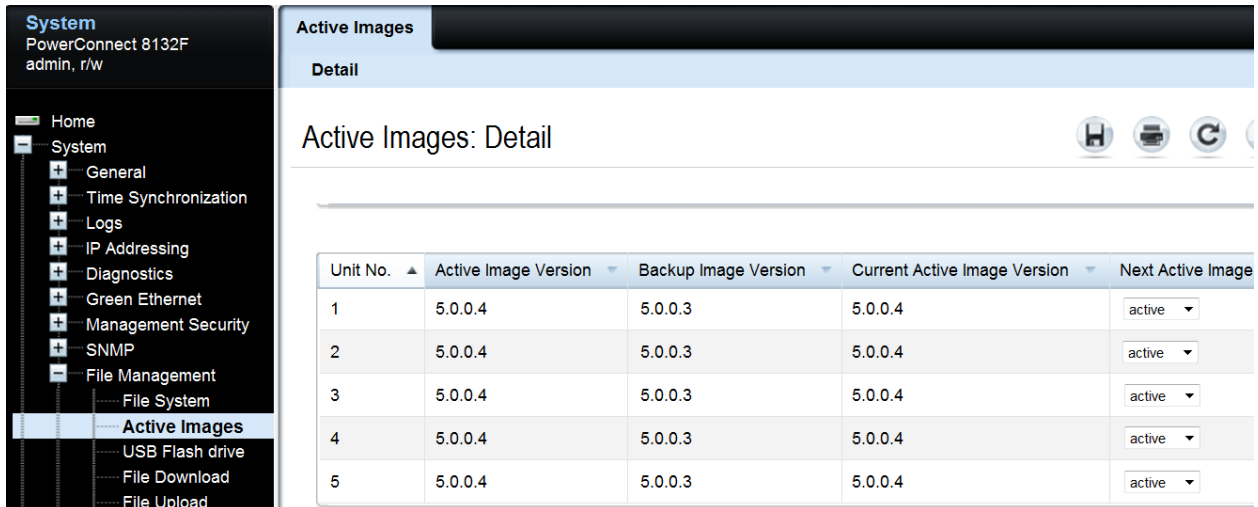 System
PowerConnect 8132F
admin, r/w
Home
System
General
Time Synchronization
Logs
IP Addressing
Diagnostics
Green Ethernet
Management Security
SNMP
File Management
File System
Active Images
USB Flash drive
File Download
File Upload
Active Images
Detail
Active Images: Detail
Unit No. Active Image Version Backup Image Version Current Active Image Version Next Active Image
1 5.0.0.4 5.0.0.3 5.0.0.4 active
2 5.0.0.4 5.0.0.3 5.0.0.4 active
3 5.0.0.4 5.0.0.3 5.0.0.4 active
4 5.0.0.4 5.0.0.3 5.0.0.4 active
5 5.0.0.4 5.0.0.3 5.0.0.4 active